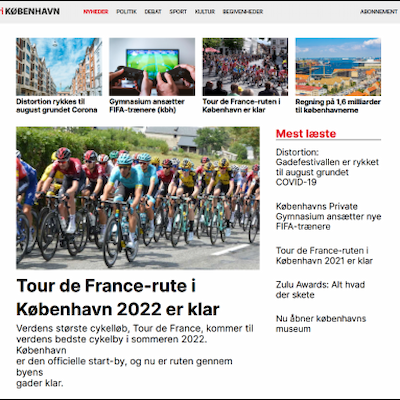 i KØBENHAVN
NYHEDER POLITIK DEBAT SPORT KULTUR BEGIVENHEDER ABONNEMENT
Distortion rykkes til
august grundet Corona
Gymnasium ansætter
FIFA-trænere (kbh)
Tour de France-ruten i
København er klar
Regning på 1,6 milliarder
til københavnerne
Tour de France-rute i
København 2022 er klar
Verdens største cykelløb, Tour de France, kommer til
verdens bedste cykelby i sommeren 2022.
København
er den officielle start-by, og nu er ruten gennem
byens
gader klar.
Mest læste
Distortion:
Gadefestivallen er rykket
til august grundet
COVID-19
Københavns Private
Gymnasium ansætter nye
FIFA-trænere
Tour de France-ruten i
København 2021 er klar
Zulu Awards: Alt hvad
der skete
Nu åbner københavns
museum